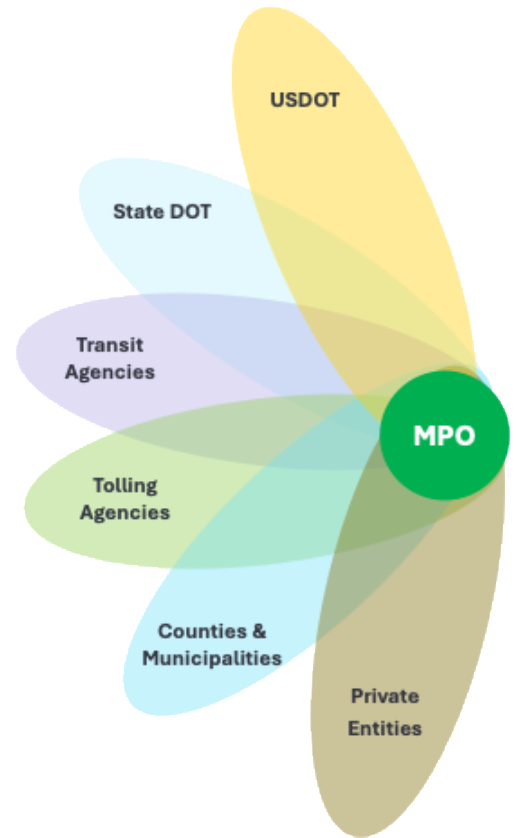 USDOT
State DOT
Transit
Agencies
MPO
Tolling
Agencies
Counties &
Municipalities
Private
Entities